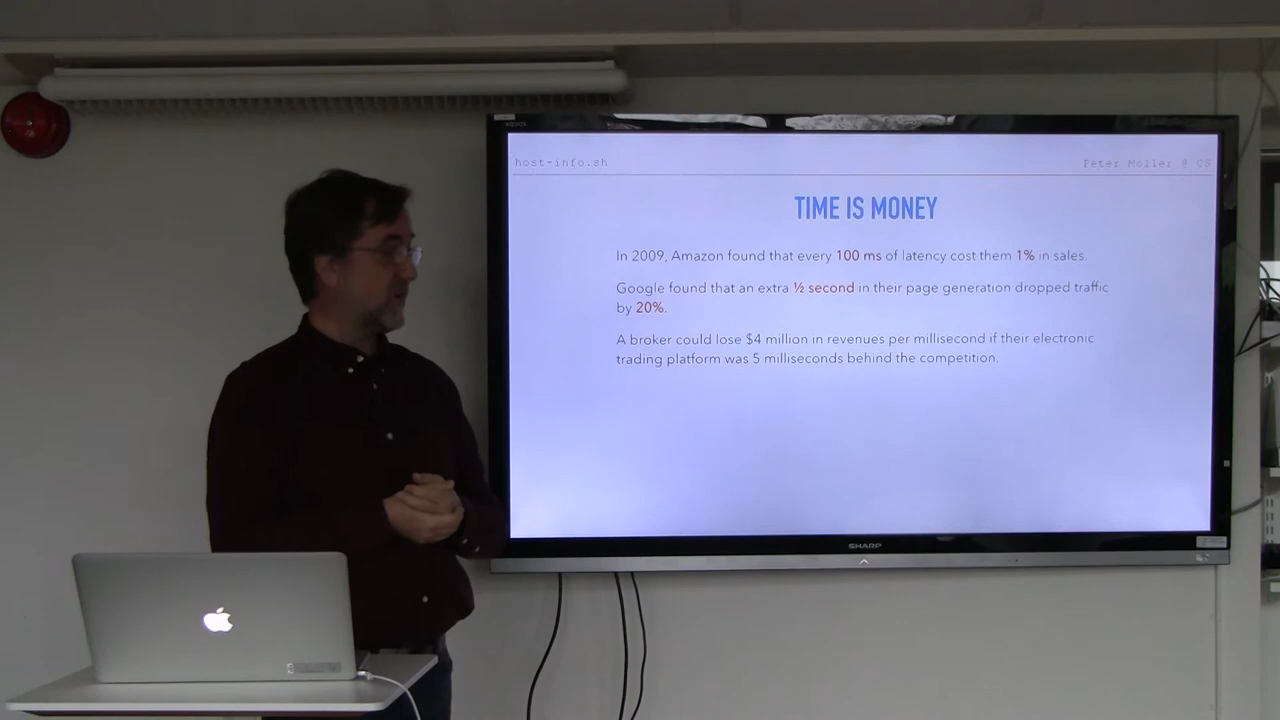 host-info.sh
Peter Möller @ CS
TIME IS MONEY
In 2009, Amazon found that every 100 ms of latency cost them 1% in sales.
Google found that an extra ½ second in their page generation dropped traffic
by 20%.
A broker could lose $4 million in revenues per millisecond if their electronic
trading platform was 5 milliseconds behind the competition.
SHARP